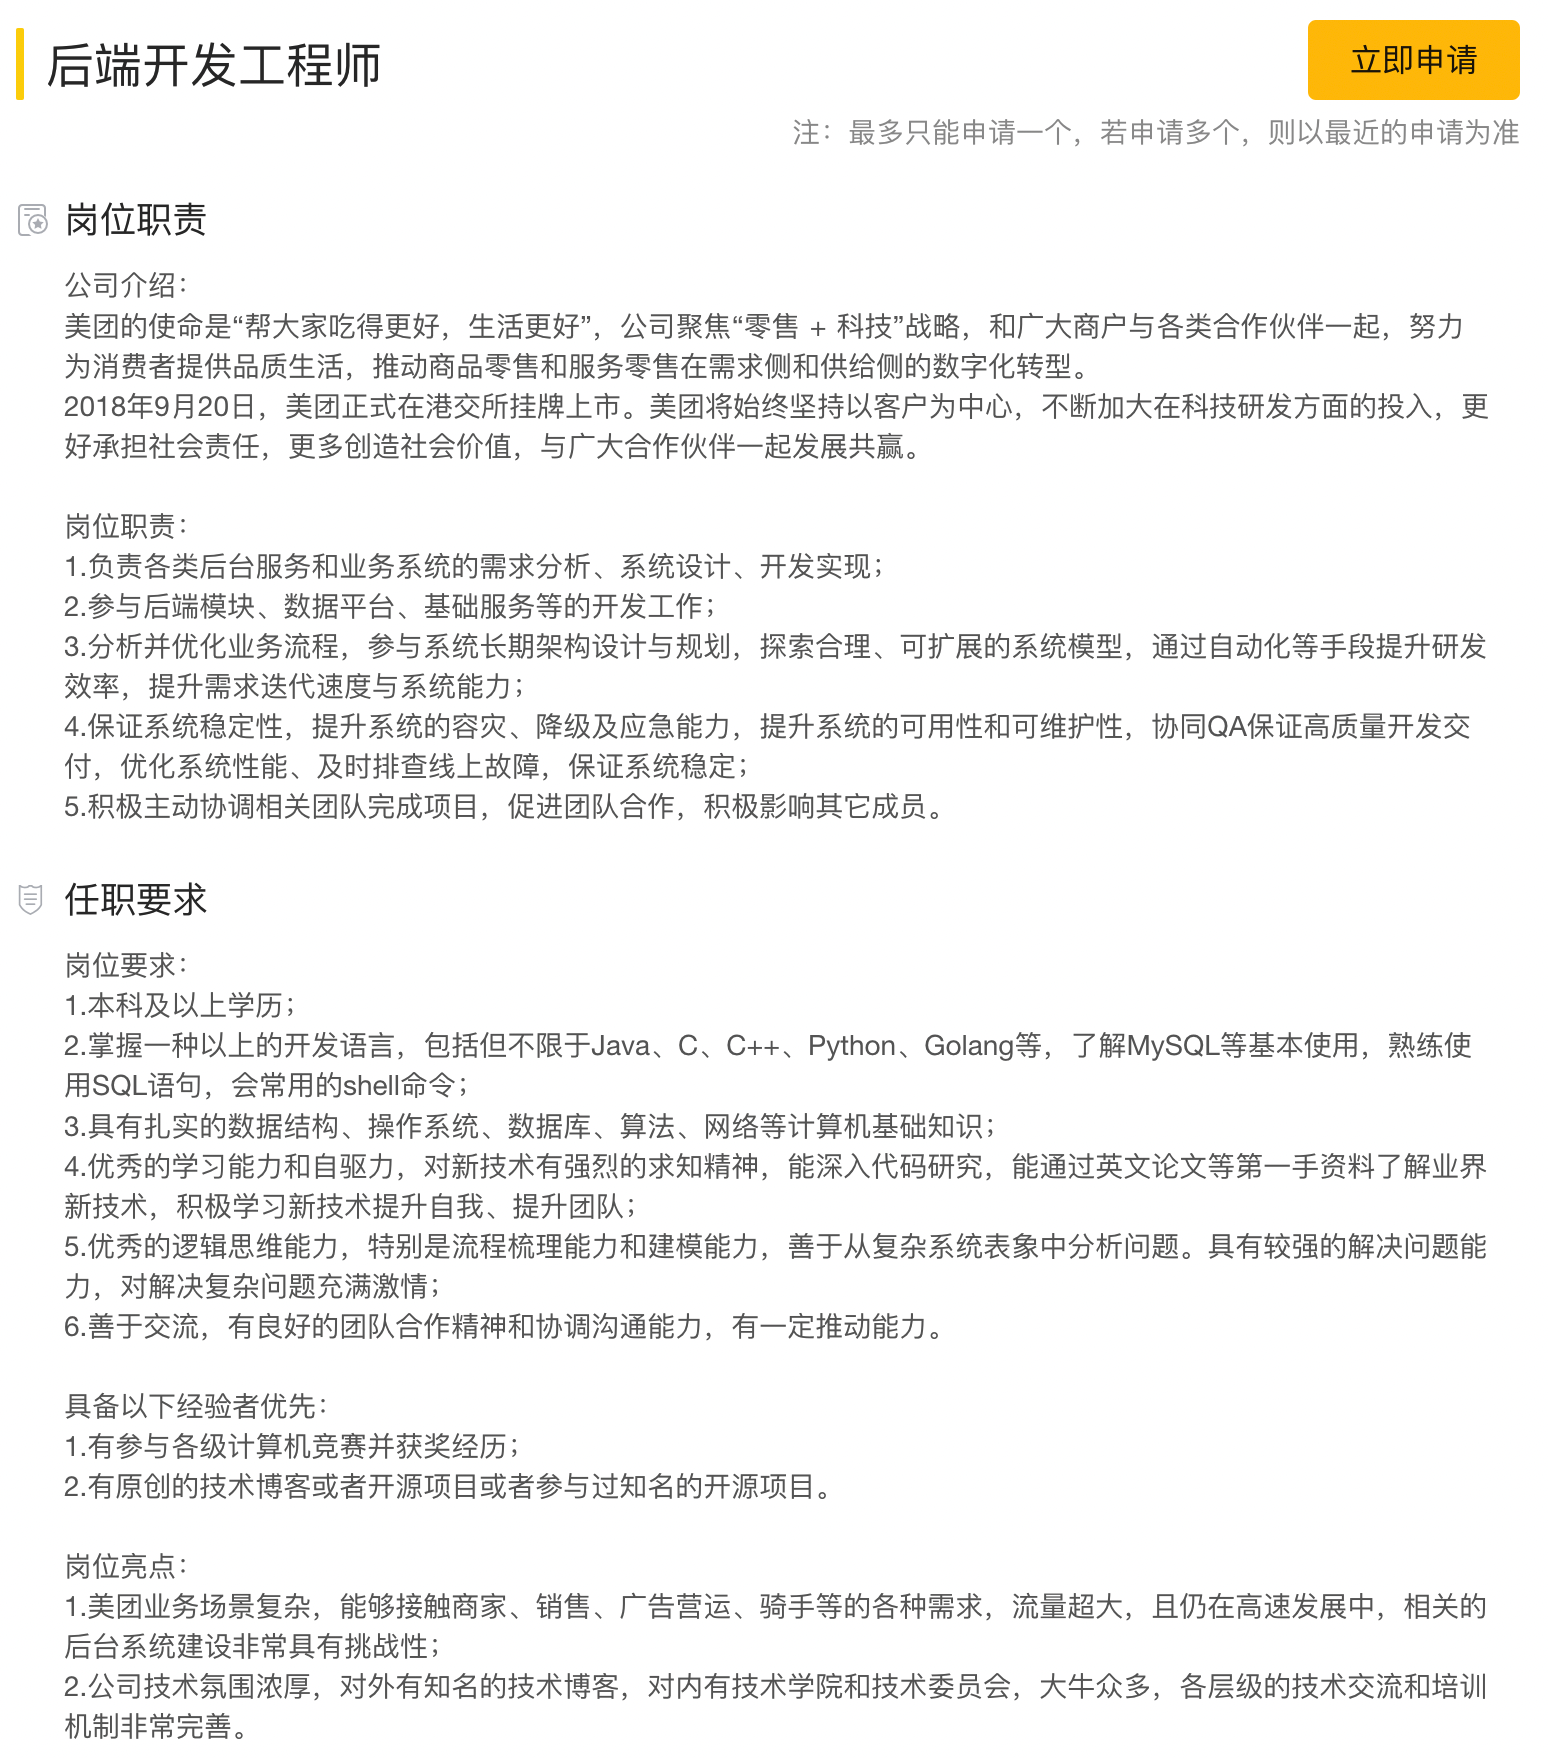 后端开发工程师
立即申请
注：最多只能申请一个，若申请多个，则以最近的申请为准
岗位职责
公司介绍：
美团的使命是“帮大家吃得更好，生活更好”，公司聚焦“零售 + 科技”战略，和广大商户与各类合作伙伴一起，努力
为消费者提供品质生活，推动商品零售和服务零售在需求侧和供给侧的数字化转型。
2018年9月20日，美团正式在港交所挂牌上市。美团将始终坚持以客户为中心，不断加大在科技研发方面的投入，更
好承担社会责任，更多创造社会价值，与广大合作伙伴一起发展共赢。
岗位职责：
1.负责各类后台服务和业务系统的需求分析、系统设计、开发实现；
2.参与后端模块、数据平台、基础服务等的开发工作；
3.分析并优化业务流程，参与系统长期架构设计与规划，探索合理、可扩展的系统模型，通过自动化等手段提升研发
效率，提升需求迭代速度与系统能力；
4.保证系统稳定性，提升系统的容灾、降级及应急能力，提升系统的可用性和可维护性，协同QA保证高质量开发交
付，优化系统性能、及时排查线上故障，保证系统稳定；
5.积极主动协调相关团队完成项目，促进团队合作，积极影响其它成员。
任职要求
岗位要求：
1.本科及以上学历；
2.掌握一种以上的开发语言，包括但不限于Java、C、C++、Python、Golang等，了解MySQL等基本使用，熟练使
用SQL语句，会常用的shell命令；
3.具有扎实的数据结构、操作系统、数据库、算法、网络等计算机基础知识；
4.优秀的学习能力和自驱力，对新技术有强烈的求知精神，能深入代码研究，能通过英文论文等第一手资料了解业界
新技术，积极学习新技术提升自我、提升团队；
5.优秀的逻辑思维能力，特别是流程梳理能力和建模能力，善于从复杂系统表象中分析问题。具有较强的解决问题能
力，对解决复杂问题充满激情；
6.善于交流，有良好的团队合作精神和协调沟通能力，有一定推动能力。
具备以下经验者优先：
1.有参与各级计算机竞赛并获奖经历；
2.有原创的技术博客或者开源项目或者参与过知名的开源项目。
岗位亮点：
1.美团业务场景复杂，能够接触商家、销售、广告营运、骑手等的各种需求，流量超大，且仍在高速发展中，相关的
后台系统建设非常具有挑战性；
2.公司技术氛围浓厚，对外有知名的技术博客，对内有技术学院和技术委员会，大牛众多，各层级的技术交流和培训
机制非常完善。